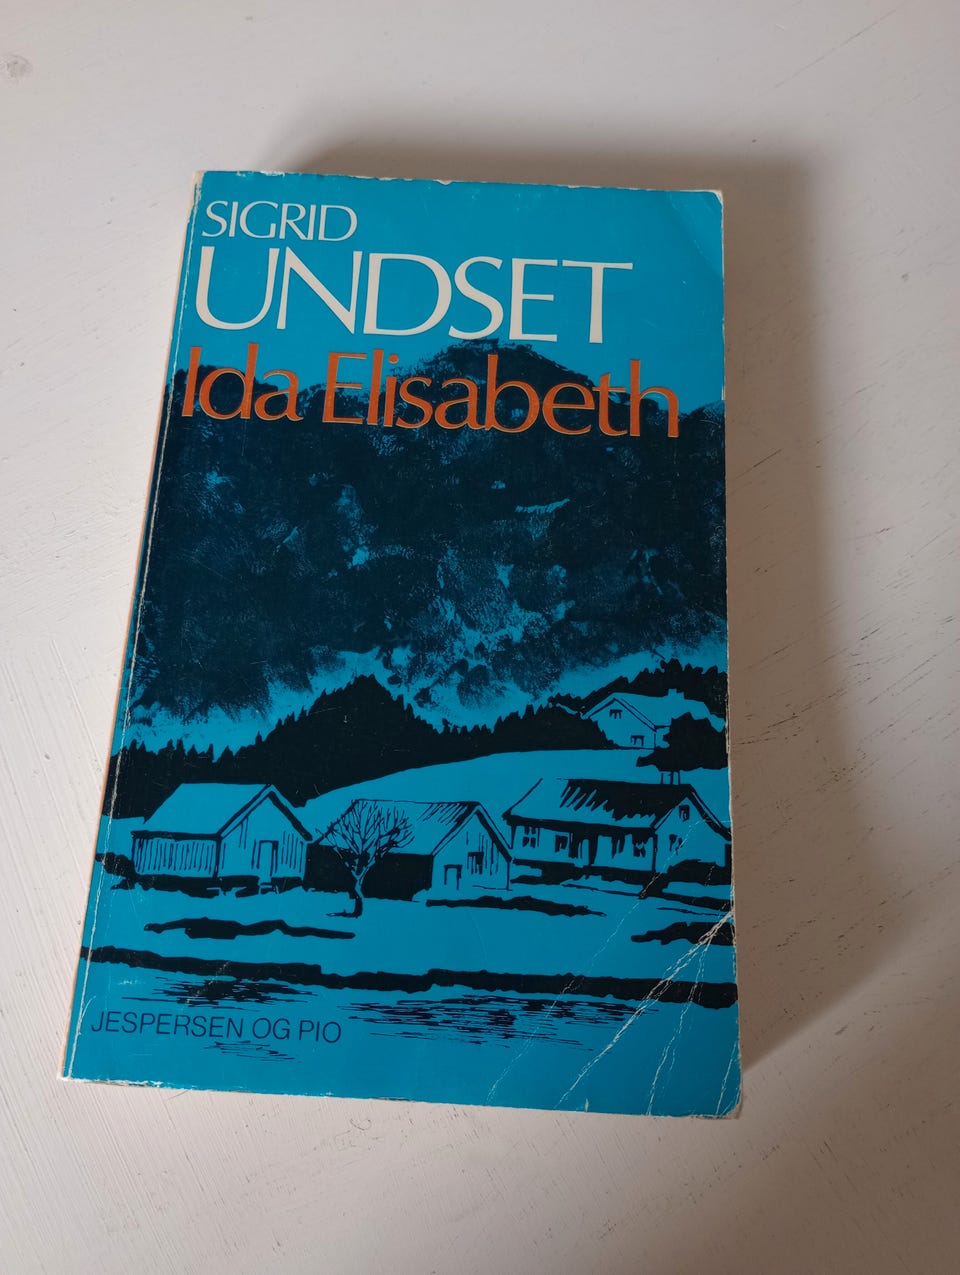 SIGRID
UNDSET
Ida Elisabeth
JESPERSEN OG PIO